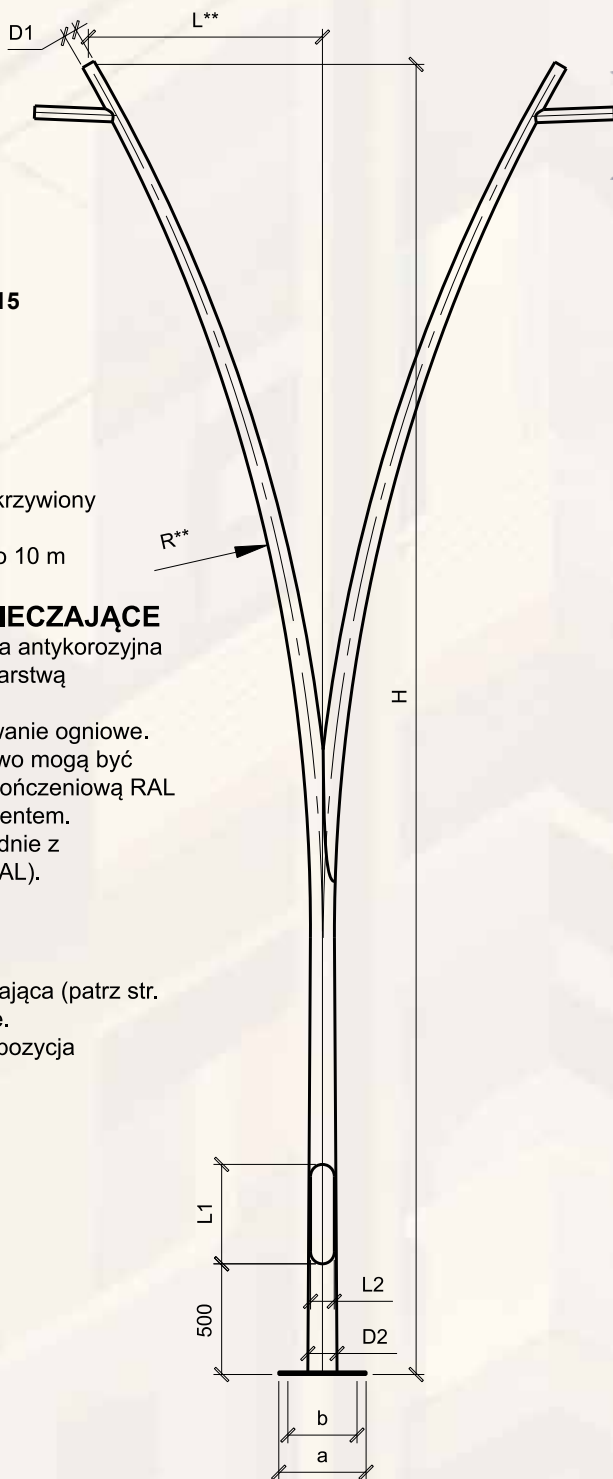 D1
L**
15
krzywiony
o 10 m
R**
IECZAJĄCE
a antykorozyjna
arstwą
H
wanie ogniowe.
wo mogą być
ończeniową RAL
entem.
dnie z
AL).
ająca (patrz str.
e.
pozycja
L1
L2
500
D2
b
a